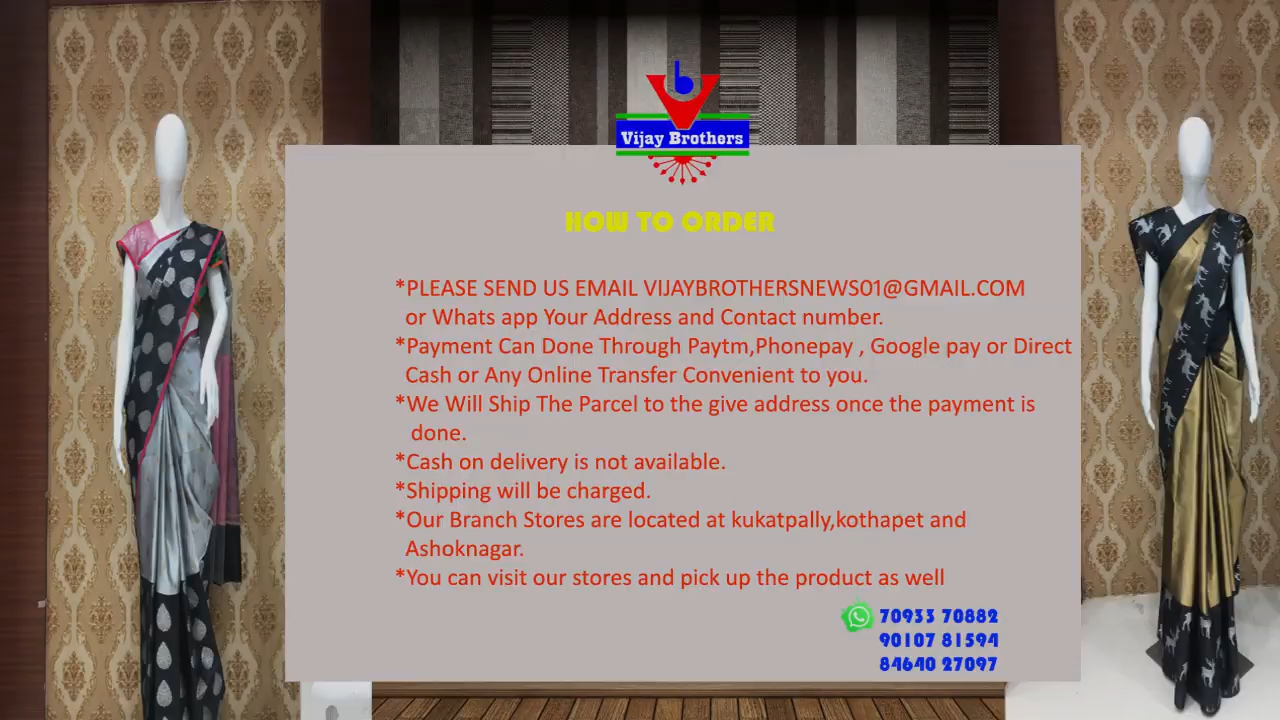 b
Vijay Brothers
HOW TO ORDER
*PLEASE SEND US EMAIL VIJAYBROTHERSNEWS01@GMAIL.COM
or Whats app Your Address and Contact number.
*Payment Can Done Through Paytm,Phonepay , Google pay or Direct
Cash or Any Online Transfer Convenient to you.
*We Will Ship The Parcel to the give address once the payment is
done.
*Cash on delivery is not available.
*Shipping will be charged.
*Our Branch Stores are located at kukatpally,kothapet and
Ashoknagar.
*You can visit our stores and pick up the product as well
70933 70882
90107 81594
84640 27097